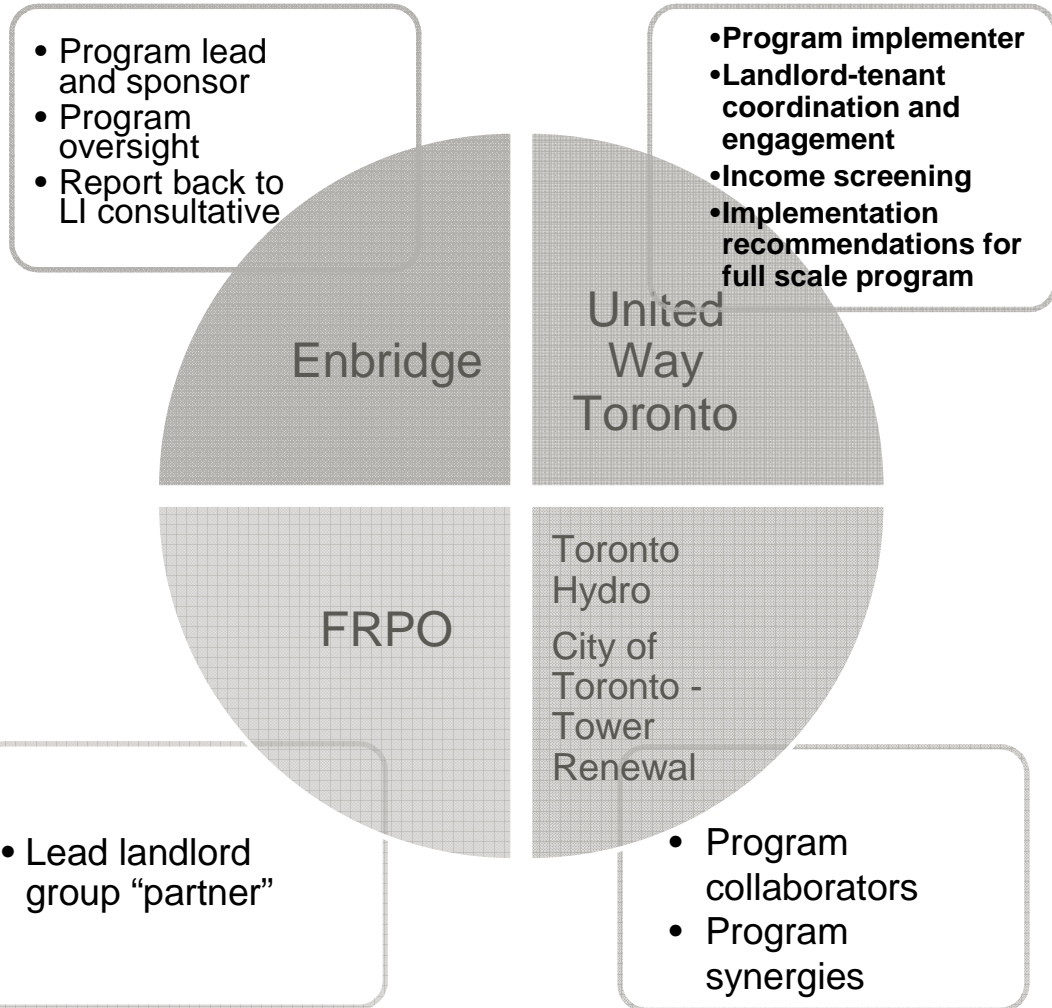 • Program lead
and sponsor
• Program
oversight
• Report back to
LI consultative
•Program implementer
•Landlord-tenant
coordination and
engagement
•Income screening
•Implementation
recommendations for
full scale program
Enbridge
United
Way
Toronto
FRPO
Toronto
Hydro
City of
Toronto -
Tower
Renewal
• Lead landlord
group “partner”
• Program
collaborators
• Program
synergies